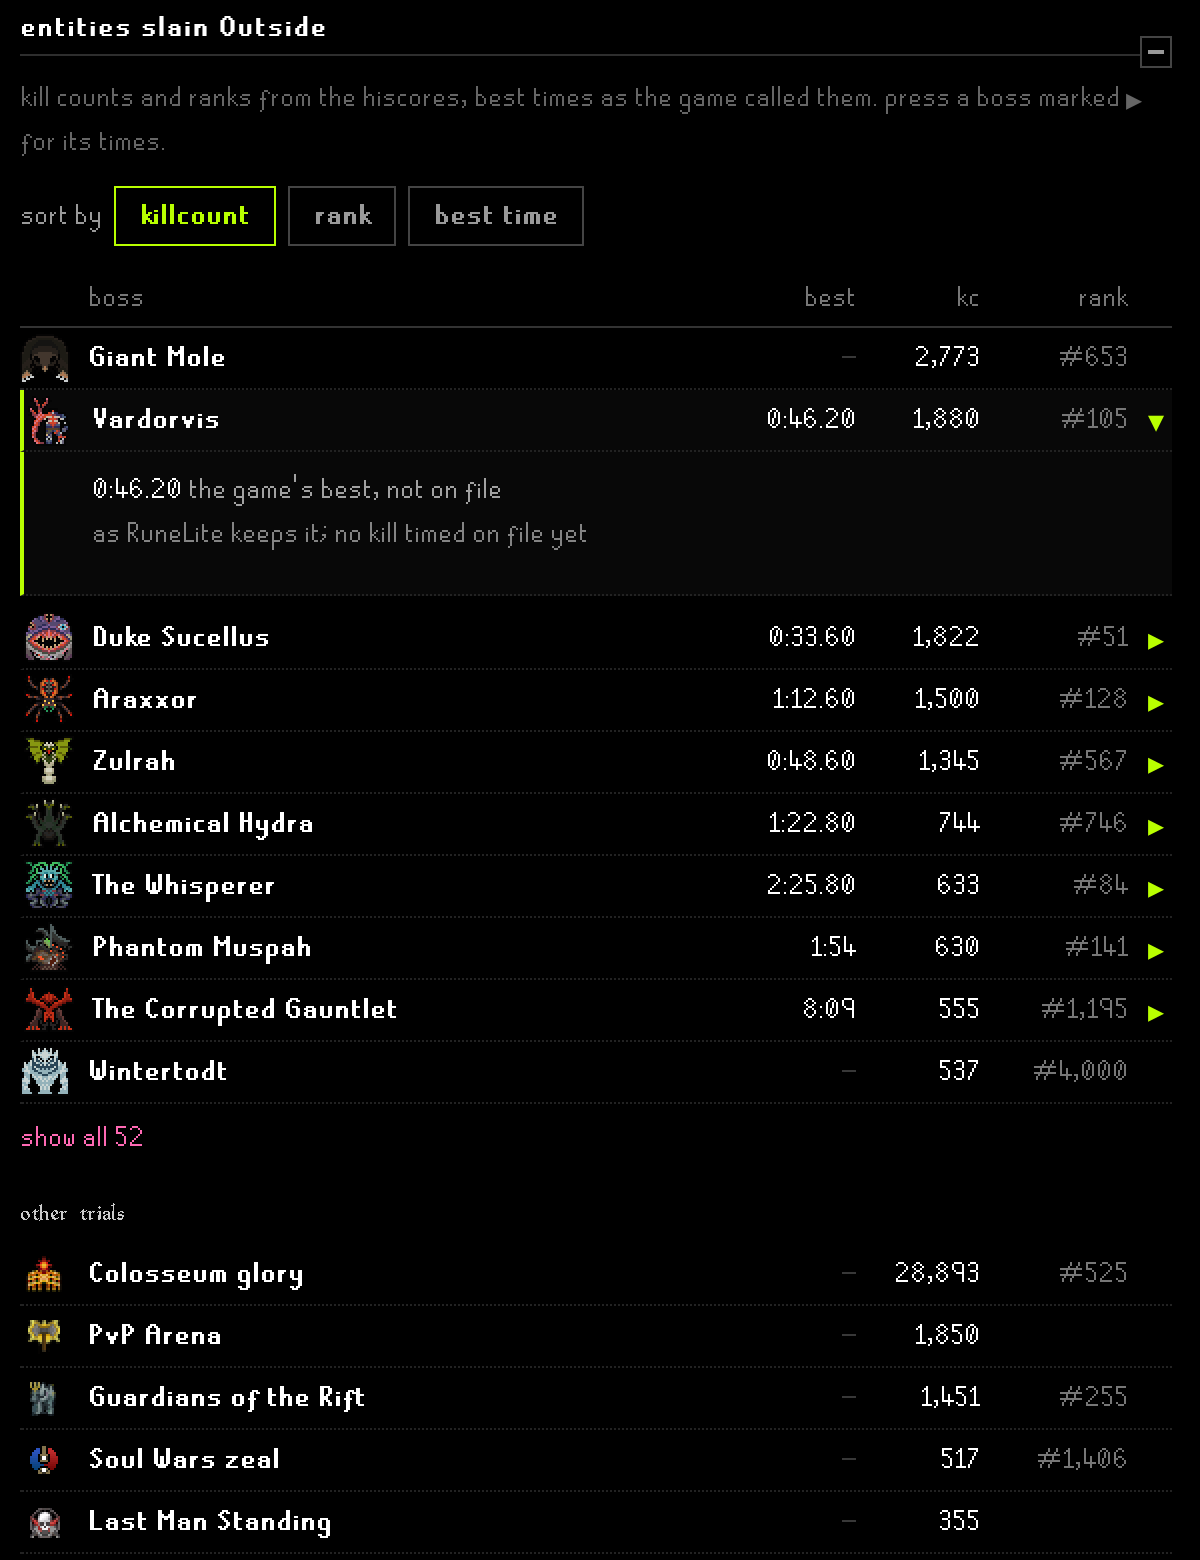 entities slain Outside
kill counts and ranks from the hiscores, best times as the game called them. press a boss marked ▶
for its times.
sort by killcount rank best time
boss best kc rank
Giant Mole – 2,773 #653
Vardorvis 0:46.20 1,880 #105 ▼
0:46.20 the game's best, not on file
as RuneLite keeps it; no kill timed on file yet
Duke Sucellus 0:33.60 1,822 #51 ▶
Araxxor 1:12.60 1,500 #128 ▶
Zulrah 0:48.60 1,345 #567 ▶
Alchemical Hydra 1:22.80 744 #746 ▶
The Whisperer 2:25.80 633 #84 ▶
Phantom Muspah 1:54 630 #141 ▶
The Corrupted Gauntlet 8:09 555 #1,195 ▶
Wintertodt – 537 #4,000
show all 52
other trials
Colosseum glory – 28,893 #525
PvP Arena – 1,850
Guardians of the Rift – 1,451 #255
Soul Wars zeal – 517 #1,406
Last Man Standing – 355